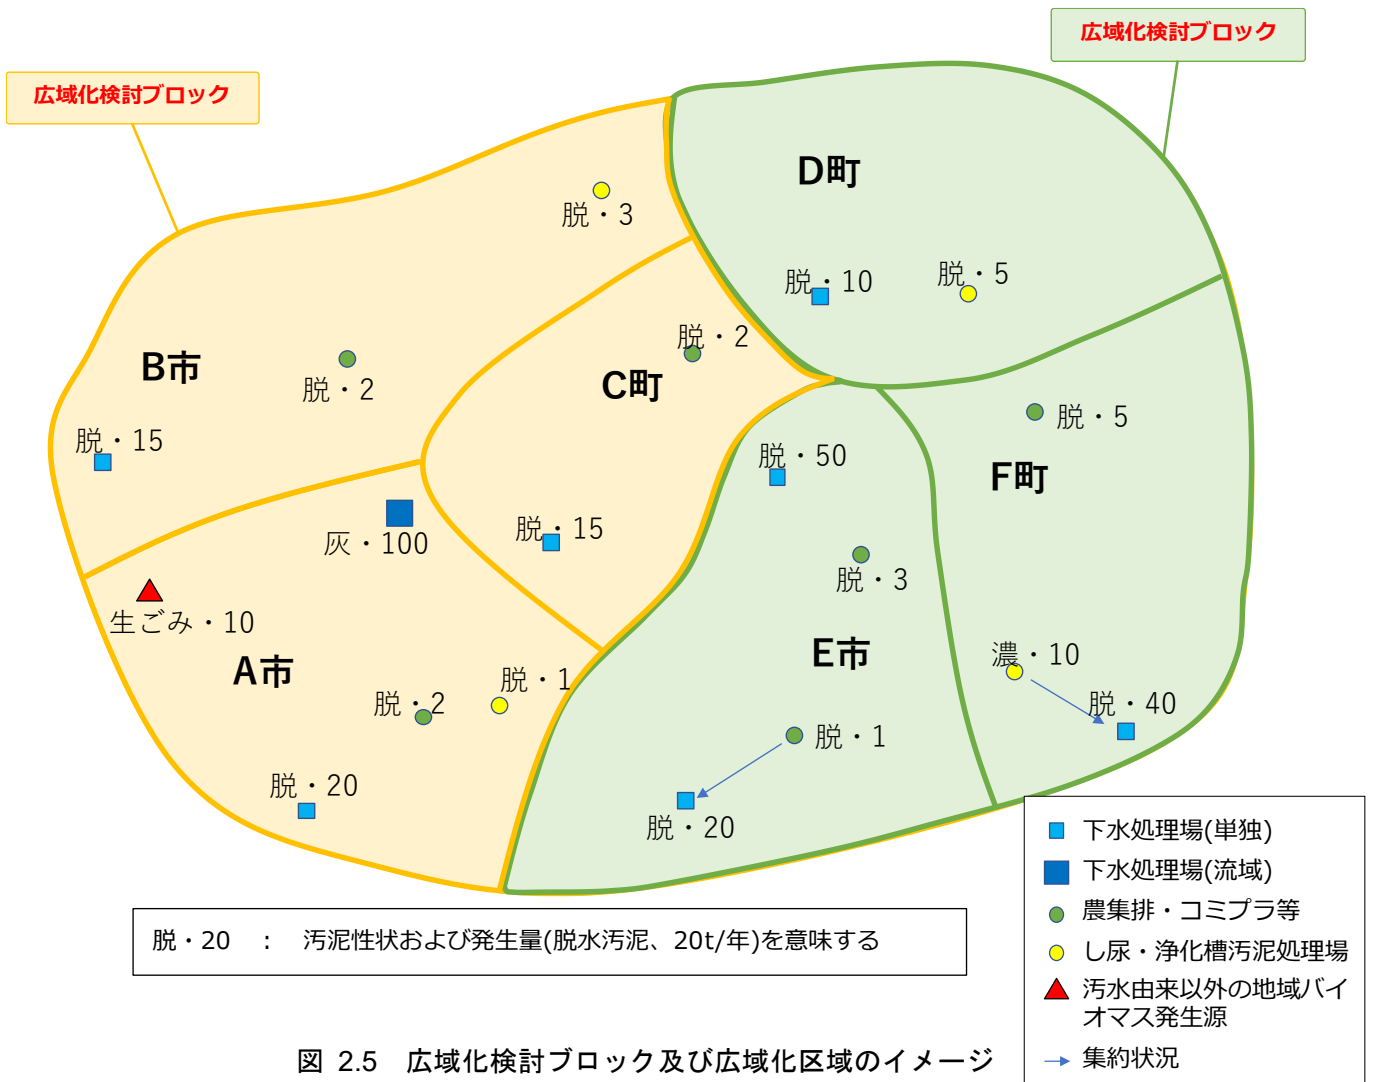 広域化検討ブロック
広域化検討ブロック
D町
脱・3
脱・10
脱・5
B市
脱・2
C町
脱・2
脱・5
脱・15
脱・50
F町
灰・100
脱・15
脱・3
生ごみ・10
A市
E市
濃・10
脱・1
脱・2
脱・40
脱・1
脱・20
脱・20
脱・20 : 汚泥性状および発生量(脱水汚泥、20t/年)を意味する
下水処理場(単独)
下水処理場(流域)
農集排・コミプラ等
し尿・浄化槽汚泥処理場
汚水由来以外の地域バイ
オマス発生源
集約状況
図 2.5 広域化検討ブロック及び広域化区域のイメージ